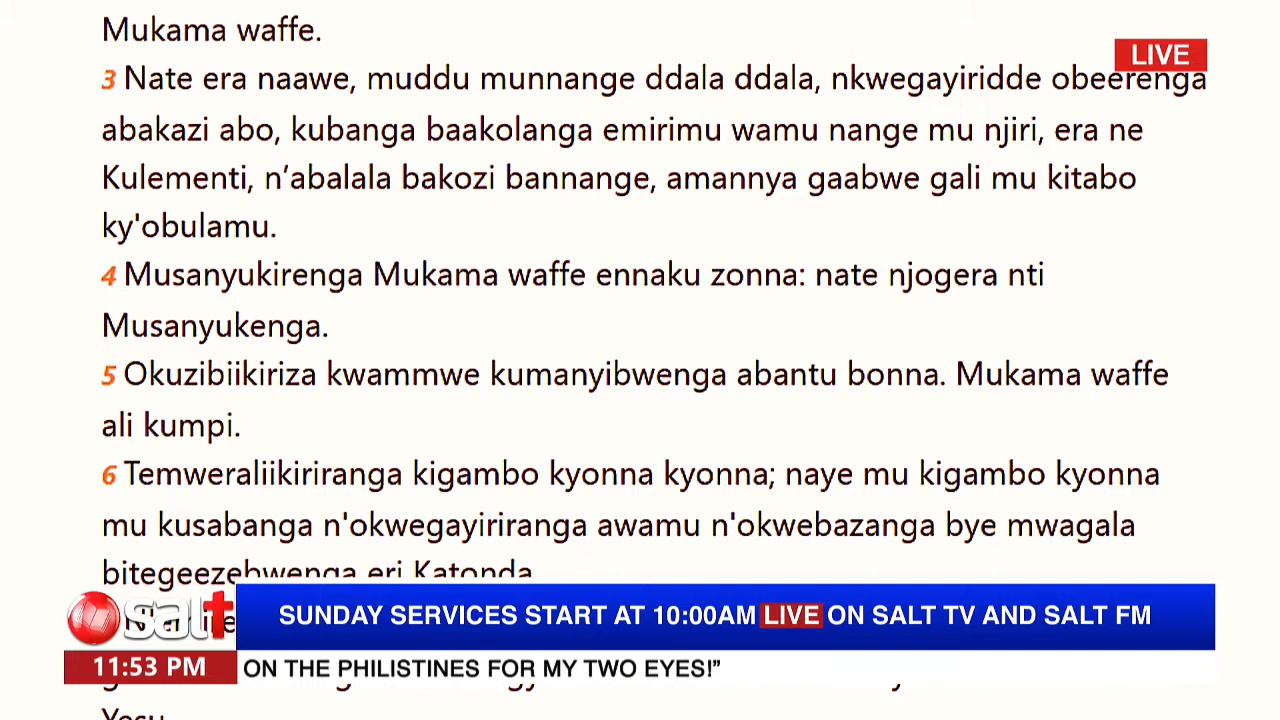 Mukama waffe.
LIVE
3 Nate era naawe, muddu munnange ddala ddala, nkwegayiridde obeerenga
abakazi abo, kubanga baakolanga emirimu wamu nange mu njiri, era ne
Kulementi, n’abalala bakozi bannange, amannya gaabwe gali mu kitabo
ky'obulamu.
4 Musanyukirenga Mukama waffe ennaku zonna: nate njogera nti
Musanyukenga.
5 Okuzibiikiriza kwammwe kumanyibwenga abantu bonna. Mukama waffe
ali kumpi.
6 Temweraliikiriranga kigambo kyonna kyonna; naye mu kigambo kyonna
mu kusabanga n'okwegayiriranga awamu n'okwebazanga bye mwagala
bitegeezebwenga eri Katonda
salt
SUNDAY SERVICES START AT 10:00AM LIVE ON SALT TV AND SALT FM
11:53 PM
ON THE PHILISTINES FOR MY TWO EYES!”
Yesu